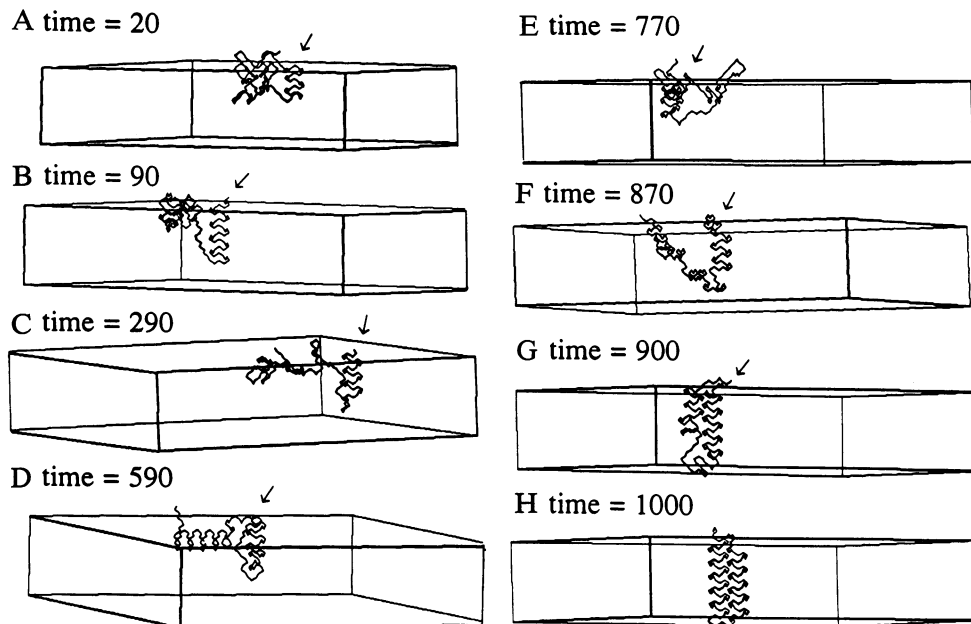 A time = 20
B time = 90
C time = 290
D time = 590
E time = 770
F time = 870
G time = 900
H time = 1000